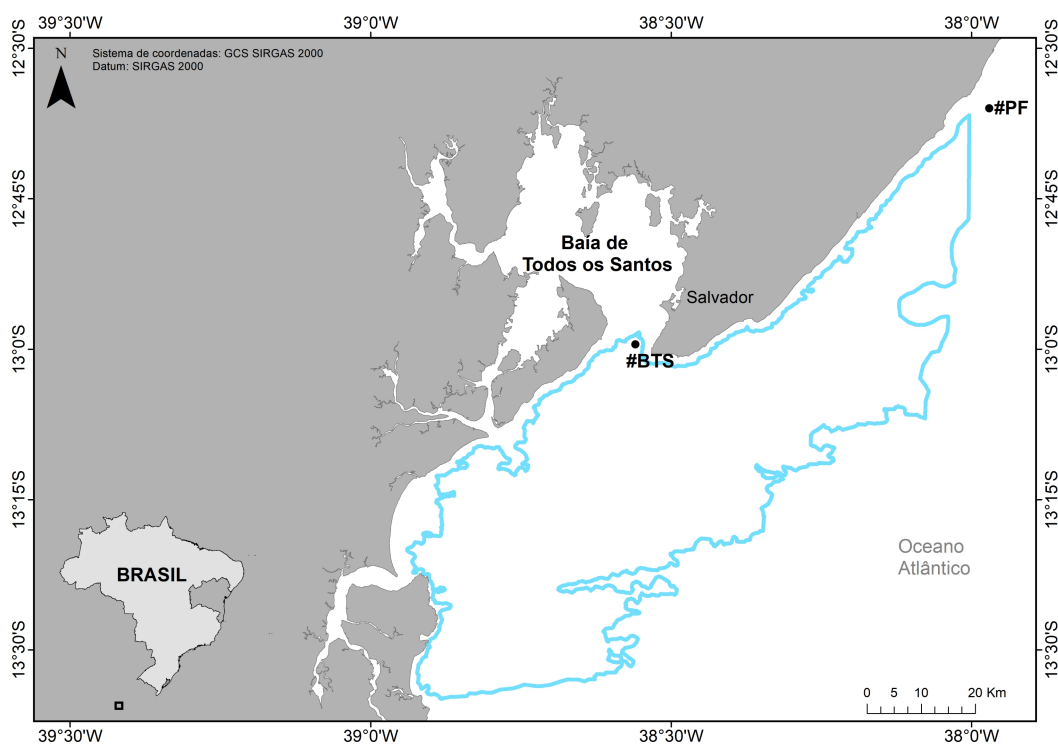 39°30'W 39°0'W 38°30'W 38°0'W
12°30'S 12°30'S
N
Sistema de coordenadas: GCS SIRGAS 2000
Datum: SIRGAS 2000
#PF
12°45'S 12°45'S
Baía de
Todos os Santos
Salvador
13°0'S 13°0'S
#BTS
13°15'S 13°15'S
Oceano
Atlântico
BRASIL
13°30'S 13°30'S
0 5 10 20 Km
39°30'W 39°0'W 38°30'W 38°0'W